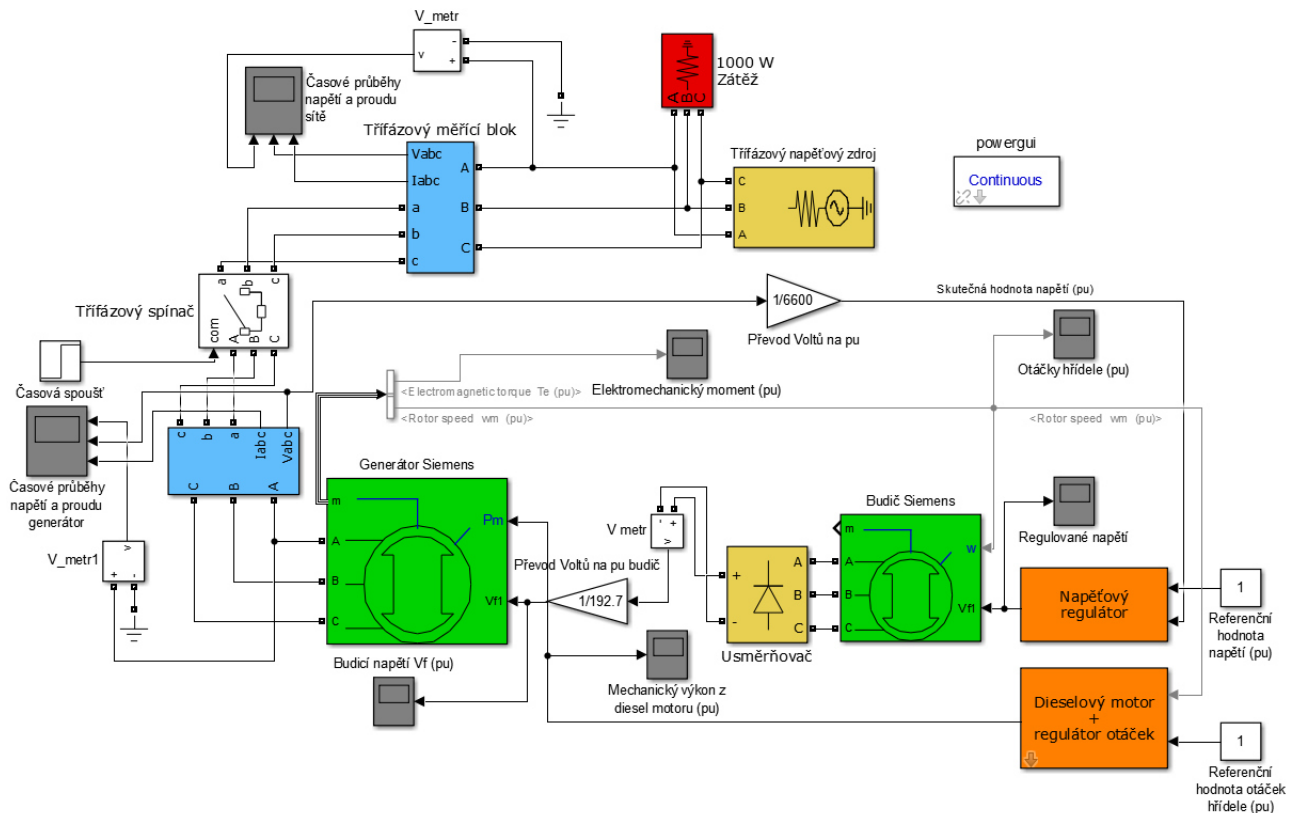 V_metr
-
+
v
Časové průběhy
napětí a proudu
sítě
1000 W
Zátěž
A
B
C
Třífázový měřící blok
Vabc
Iabc
a
b
c
A
B
C
Třífázový napěťový zdroj
C
B
A
powergui
Continuous
a
b
c
Třífázový spínač
com
A
B
C
1/6600
Převod Voltů na pu
Skutečná hodnota napětí (pu)
Otáčky hřídele (pu)
Časová spoušť
<Electromagnetic torque Te (pu)>
Elektromechanický moment (pu)
<Rotor speed wm (pu)>
<Rotor speed wm (pu)>
c
b
a
Iabc
Vabc
C
B
A
Časové průběhy
napětí a proudu
generátor
V_metr1
v
+
-
Generátor Siemens
m
Pm
A
B
C
Vf1
Převod Voltů na pu budič
1/192.7
V metr
-
+
v
Usměrňovač
+
-
A
B
C
Budič Siemens
m
w
A
B
C
Vf1
Regulované napětí
Napěťový
regulátor
1
Referenční
hodnota
napětí (pu)
Budicí napětí Vf (pu)
Mechanický výkon z
diesel motoru (pu)
Dieselový motor
+
regulátor otáček
1
Referenční
hodnota otáček
hřídele (pu)